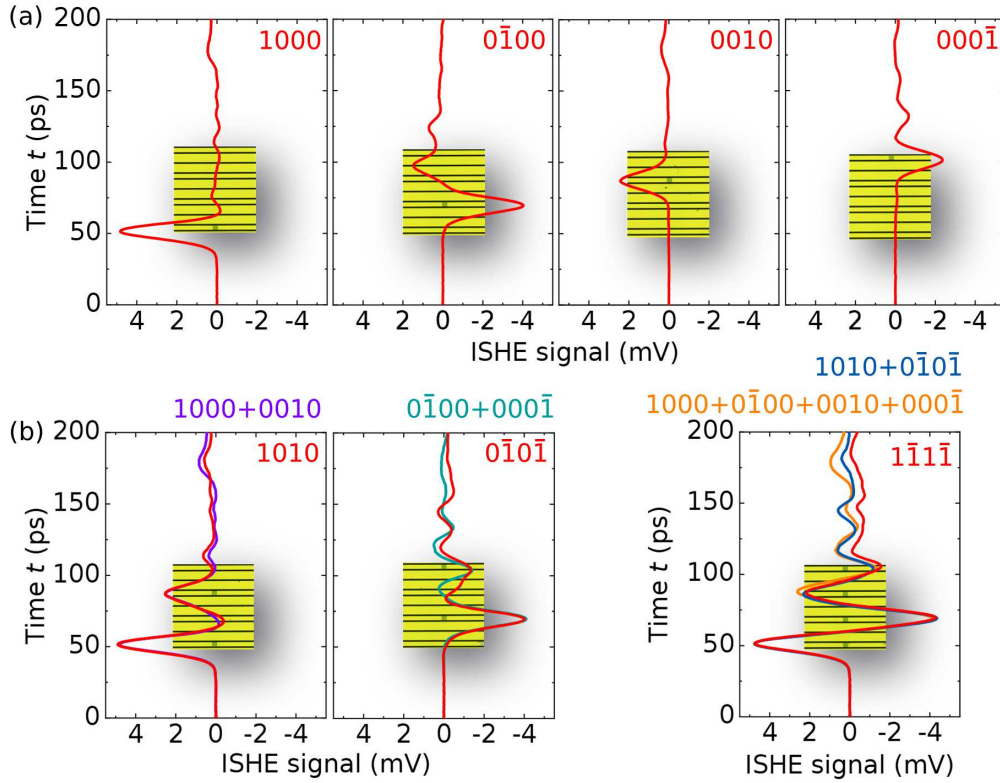 (a)
1000
01̄00
0010
0001̄
Time t (ps)
200
150
100
50
0
4 2 0 -2 -4
4 2 0 -2 -4
4 2 0 -2 -4
4 2 0 -2 -4
ISHE signal (mV)
1010+01̄01̄
1000+0010
01̄00+0001̄
1000+01̄00+0010+0001̄
(b)
1010
01̄01̄
11̄11̄
Time t (ps)
200
150
100
50
0
Time t (ps)
200
150
100
50
0
4 2 0 -2 -4
4 2 0 -2 -4
4 2 0 -2 -4
ISHE signal (mV)
ISHE signal (mV)